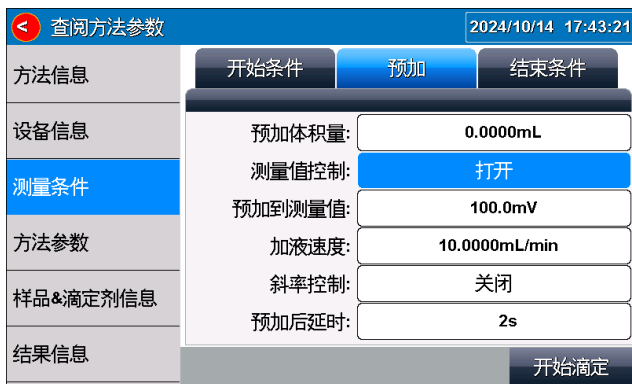 < 查阅方法参数 2024/10/14 17:43:21
方法信息
设备信息
测量条件
方法参数
样品&滴定剂信息
结果信息
开始条件 预加 结束条件
预加体积量: 0.0000mL
测量值控制: 打开
预加到测量值: 100.0mV
加液速度: 10.0000mL/min
斜率控制: 关闭
预加后延时: 2s
开始滴定